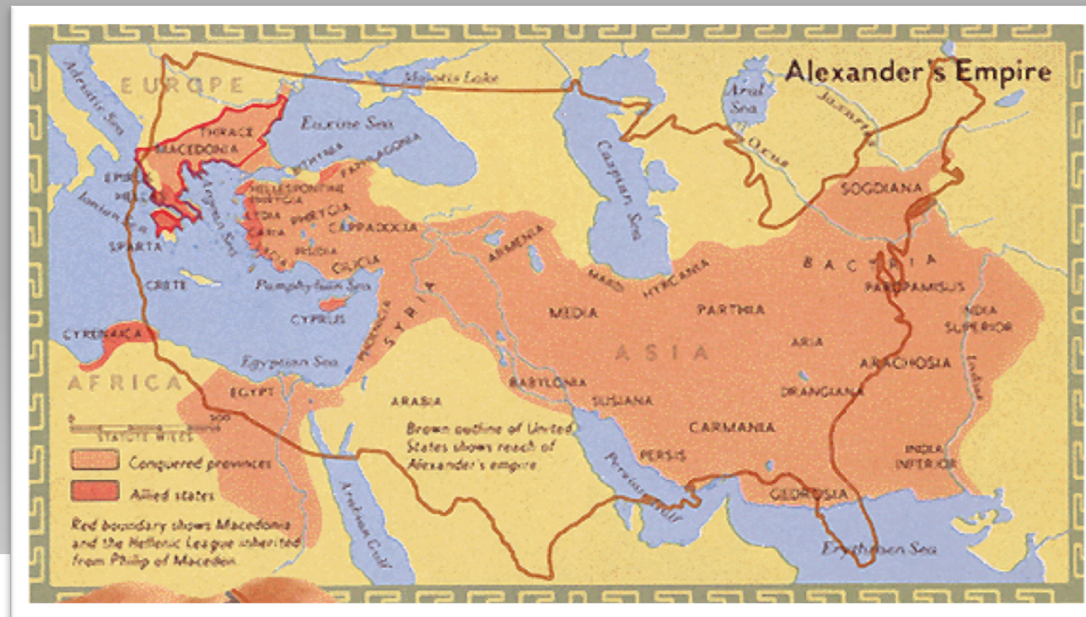 Alexander's Empire
EUROPE
Adriatic Sea
Maiotis Lake
Aral
Sea
Jaxartes
Euxine Sea
Oxus
THRACE
MACEDONIA
BITHYNIA
PAPHLAGONIA
Caspian Sea
EPIRUS
Ionian
Aegean Sea
HELLESPONTINE
PHRYGIA
LYDIA
PHRYGIA
CARIA
CAPPADOCIA
SOGDIANA
SPARTA
LYCIA
PISIDIA
CILICIA
ARMENIA
MARDI
HYRCANIA
BACTRIA
PAROPAMISUS
CRETE
Pamphylian Sea
CYPRUS
PHOENICIA
SYRIA
MEDIA
PARTHIA
INDIA
SUPERIOR
CYRENAICA
Egyptian Sea
ASIA
ARIA
ARACHOSIA
Indus
AFRICA
EGYPT
ARABIA
BABYLONIA
SUSIANA
DRANGIANA
CARMANIA
0 500
STATUTE MILES
Brown outline of United
States shows reach of
Alexander's empire
PERSIS
INDIA
INFERIOR
Conquered provinces
Allied states
Persian Gulf
GEDROSIA
Arabian Gulf
Erythraean Sea
Red boundary shows Macedonia
and the Hellenic League inherited
from Philip of Macedon.